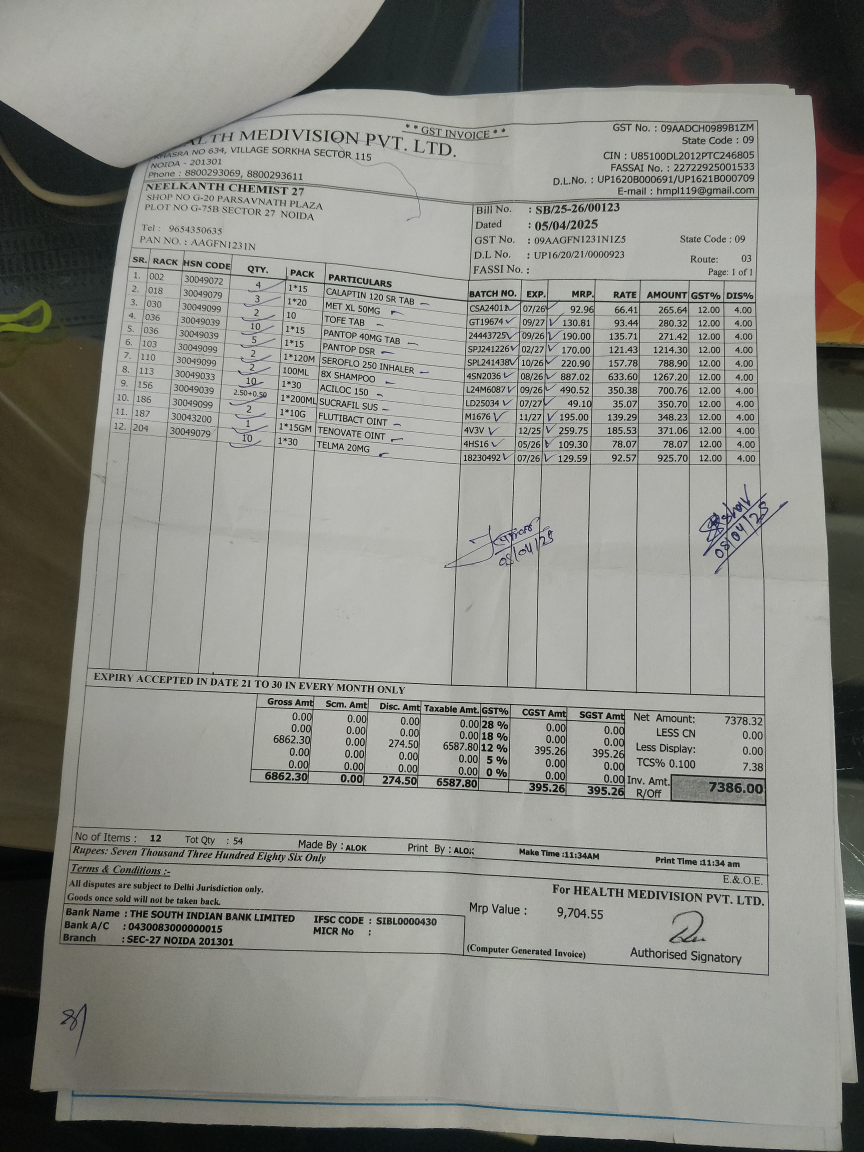 * * GST INVOICE * *
HEALTH MEDIVISION PVT. LTD.
KHASRA NO 634, VILLAGE SORKHA SECTOR 115
NOIDA - 201301
Phone : 8800293069, 8800293611
GST No. : 09AADCH0989B1ZM
State Code : 09
CIN : U85100DL2012PTC246805
FASSAI No. : 22722925001533
D.L.No. : UP1620B000691/UP1621B000709
E-mail : hmpl119@gmail.com
NEELKANTH CHEMIST 27
SHOP NO G-20 PARSAVNATH PLAZA
PLOT NO G-75B SECTOR 27 NOIDA
Tel : 9654350635
PAN NO. : AAGFN1231N
Bill No. : SB/25-26/00123
Dated : 05/04/2025
GST No. : 09AAGFN1231N1Z5 State Code : 09
D.L No. : UP16/20/21/0000923
Route: 03
FASSI No. :
Page: 1 of 1
SR. RACK HSN CODE QTY. PACK PARTICULARS BATCH NO. EXP. MRP. RATE AMOUNT GST% DIS%
1. 002 30049072 4 1*15 CALAPTIN 120 SR TAB CSA24013 07/26 92.96 66.41 265.64 12.00 4.00
2. 018 30049079 3 1*20 MET XL 50MG GT19674 09/27 130.81 93.44 280.32 12.00 4.00
3. 030 30049099 2 10 TOFE TAB 24443725 09/26 190.00 135.71 271.42 12.00 4.00
4. 036 30049039 10 1*15 PANTOP 40MG TAB SPJ241226 02/27 170.00 121.43 1214.30 12.00 4.00
5. 036 30049039 5 1*15 PANTOP DSR SPL241438 10/26 220.90 157.78 788.90 12.00 4.00
6. 103 30049099 2 1*120M SEROFLO 250 INHALER 4SN2036 08/26 887.02 633.60 1267.20 12.00 4.00
7. 110 30049099 2 100ML 8X SHAMPOO L24M6087 09/26 490.52 350.38 700.76 12.00 4.00
8. 113 30049033 10 1*30 ACILOC 150 LD25034 07/27 49.10 35.07 350.70 12.00 4.00
9. 156 30049039 2.50+0.50 1*200ML SUCRAFIL SUS M1676 11/27 195.00 139.29 348.23 12.00 4.00
10. 186 30049099 2 1*10G FLUTIBACT OINT 4V3V 12/25 259.75 185.53 371.06 12.00 4.00
11. 187 30043200 1 1*15GM TENOVATE OINT 4HS16 05/26 109.30 78.07 78.07 12.00 4.00
12. 204 30049079 10 1*30 TELMA 20MG 18230492 07/26 129.59 92.57 925.70 12.00 4.00
05/04/25
05/04/25
EXPIRY ACCEPTED IN DATE 21 TO 30 IN EVERY MONTH ONLY
Gross Amt Scm. Amt Disc. Amt Taxable Amt. GST% CGST Amt SGST Amt
0.00 0.00 0.00 0.00 28 % 0.00 0.00
0.00 0.00 0.00 0.00 18 % 0.00 0.00
6862.30 0.00 274.50 6587.80 12 % 395.26 395.26
0.00 0.00 0.00 0.00 5 % 0.00 0.00
0.00 0.00 0.00 0.00 0 % 0.00 0.00
6862.30 0.00 274.50 6587.80 395.26 395.26
Net Amount: 7378.32
LESS CN 0.00
Less Display: 0.00
TCS% 0.100 7.38
Inv. Amt. R/Off 7386.00
No of Items : 12 Tot Qty : 54 Made By : ALOK Print By : ALOK Make Time :11:34AM Print Time :11:34 am
Rupees: Seven Thousand Three Hundred Eighty Six Only
E.&.O.E.
Terms & Conditions :-
All disputes are subject to Delhi Jurisdiction only.
Goods once sold will not be taken back.
Bank Name : THE SOUTH INDIAN BANK LIMITED IFSC CODE : SIBL0000430
Bank A/C : 0430083000000015 MICR No :
Branch : SEC-27 NOIDA 201301
For HEALTH MEDIVISION PVT. LTD.
Mrp Value : 9,704.55
(Computer Generated Invoice)
Authorised Signatory